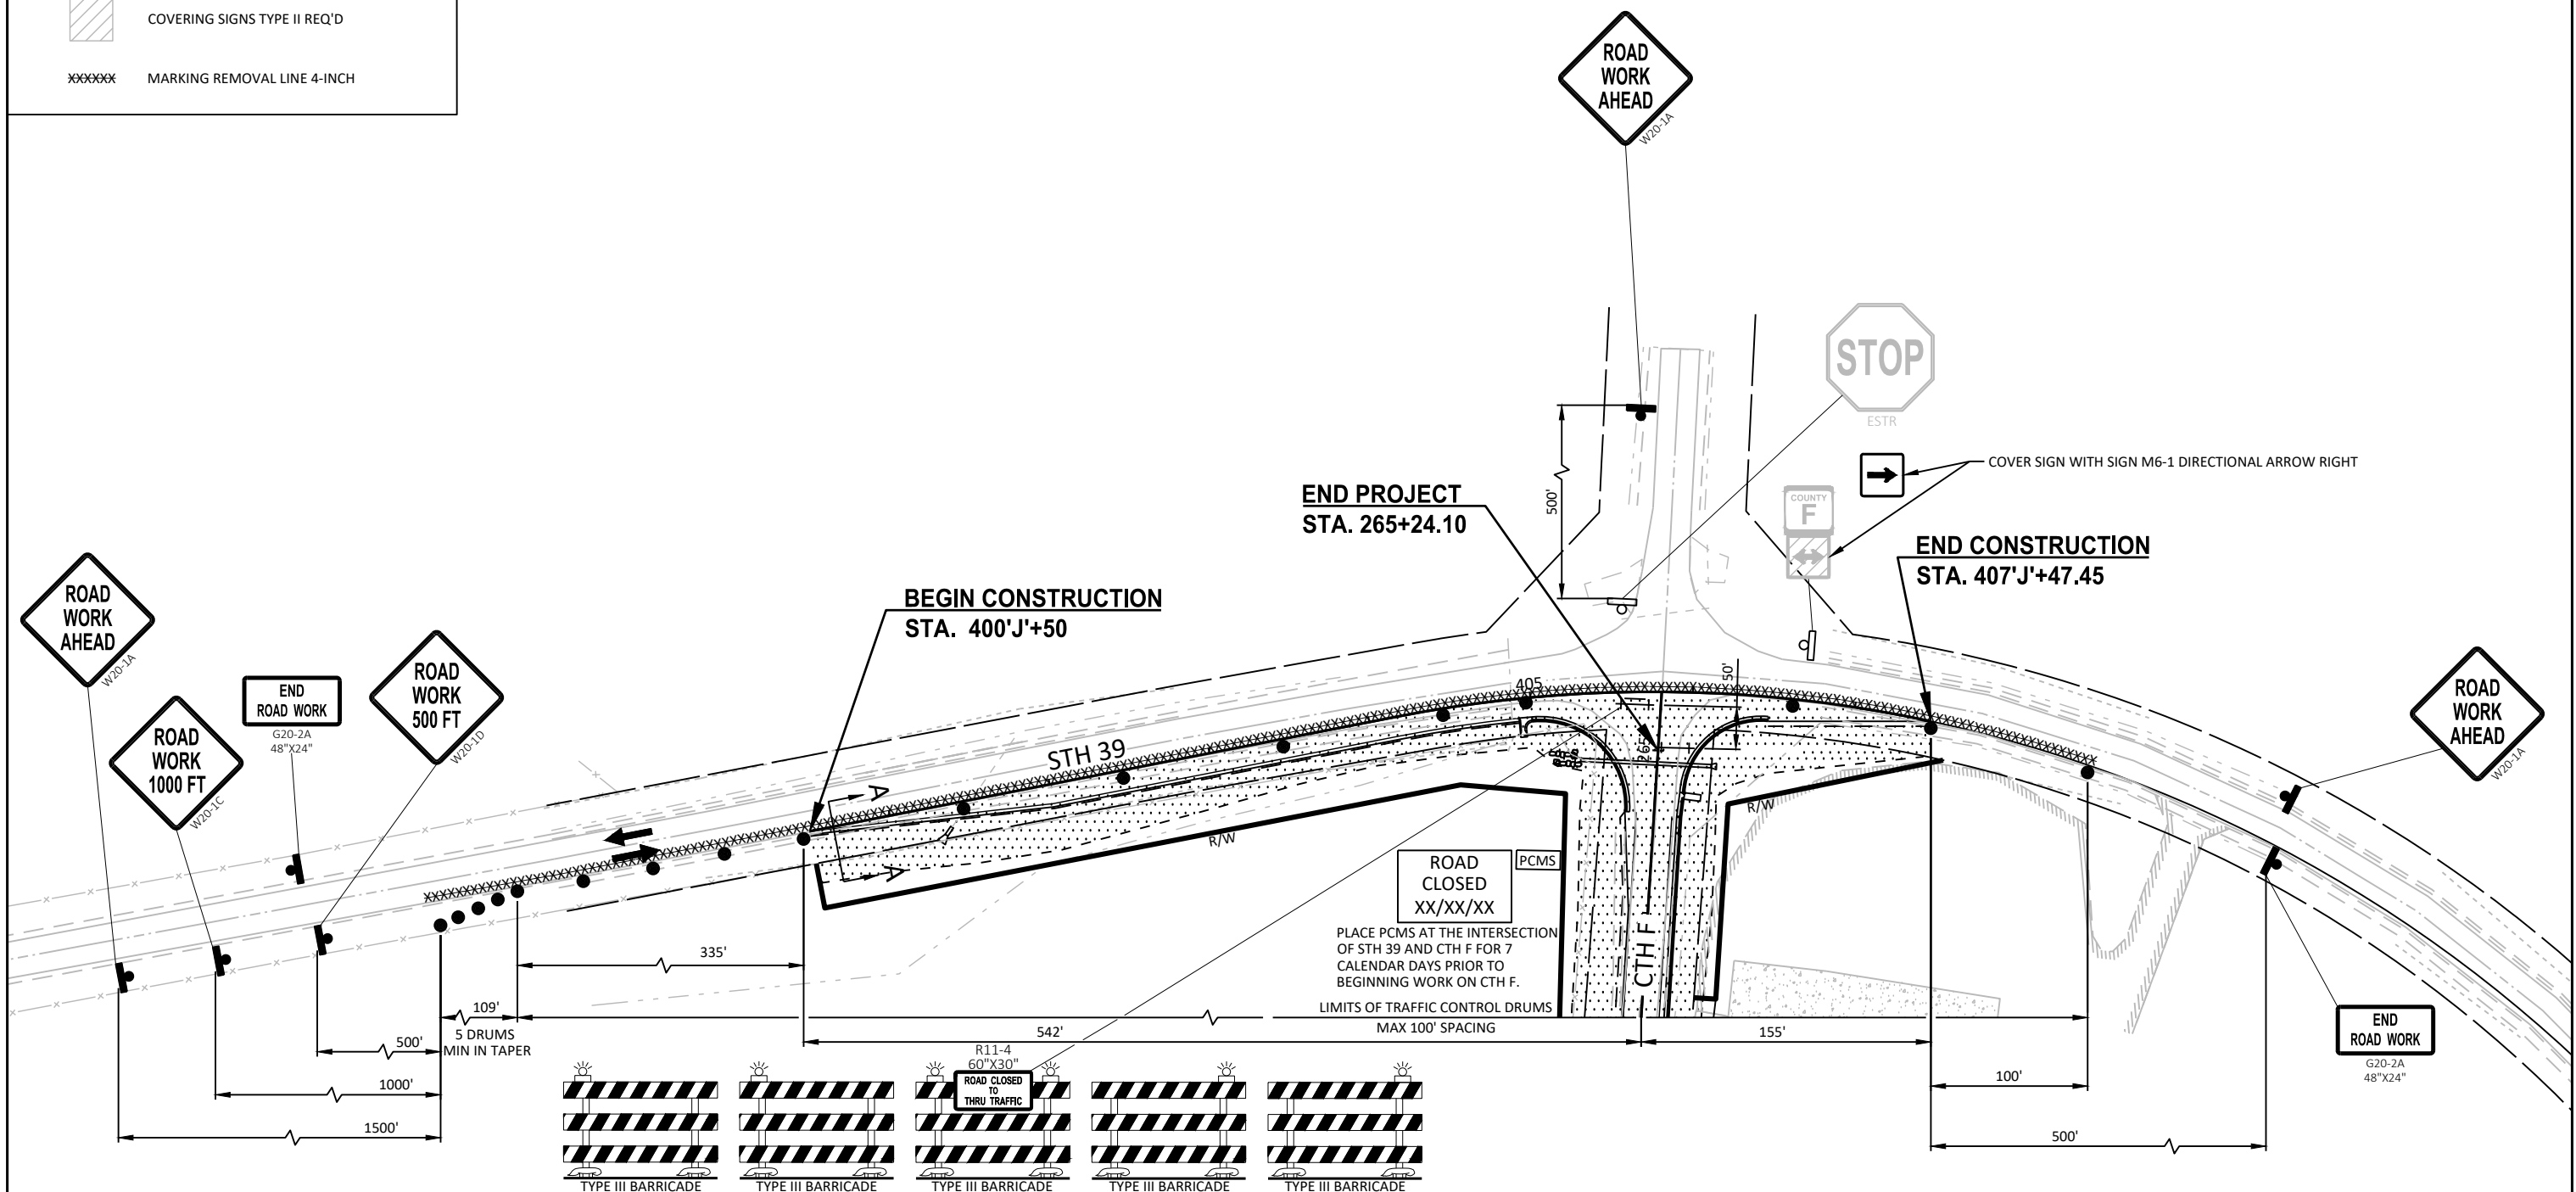 COVERING SIGNS TYPE II REQ'D
XXXXXX MARKING REMOVAL LINE 4-INCH
ROAD
WORK
AHEAD
W20-1A
STOP
ESTR
COVER SIGN WITH SIGN M6-1 DIRECTIONAL ARROW RIGHT
COUNTY
F
500'
END PROJECT
STA. 265+24.10
END CONSTRUCTION
STA. 407'J'+47.45
BEGIN CONSTRUCTION
STA. 400'J'+50
ROAD
WORK
AHEAD
W20-1A
ROAD
WORK
1000 FT
W20-1C
END
ROAD WORK
G20-2A
48"X24"
ROAD
WORK
500 FT
W20-1D
ROAD
WORK
AHEAD
W20-1A
405
50'
STH 39
265
A
A
R/W
R/W
CTH F
ROAD
CLOSED
XX/XX/XX
PCMS
PLACE PCMS AT THE INTERSECTION
OF STH 39 AND CTH F FOR 7
CALENDAR DAYS PRIOR TO
BEGINNING WORK ON CTH F.
LIMITS OF TRAFFIC CONTROL DRUMS
MAX 100' SPACING
335'
109'
5 DRUMS
MIN IN TAPER
500'
1000'
1500'
542'
155'
100'
500'
END
ROAD WORK
G20-2A
48"X24"
R11-4
60"X30"
ROAD CLOSED
TO
THRU TRAFFIC
TYPE III BARRICADE
TYPE III BARRICADE
TYPE III BARRICADE
TYPE III BARRICADE
TYPE III BARRICADE